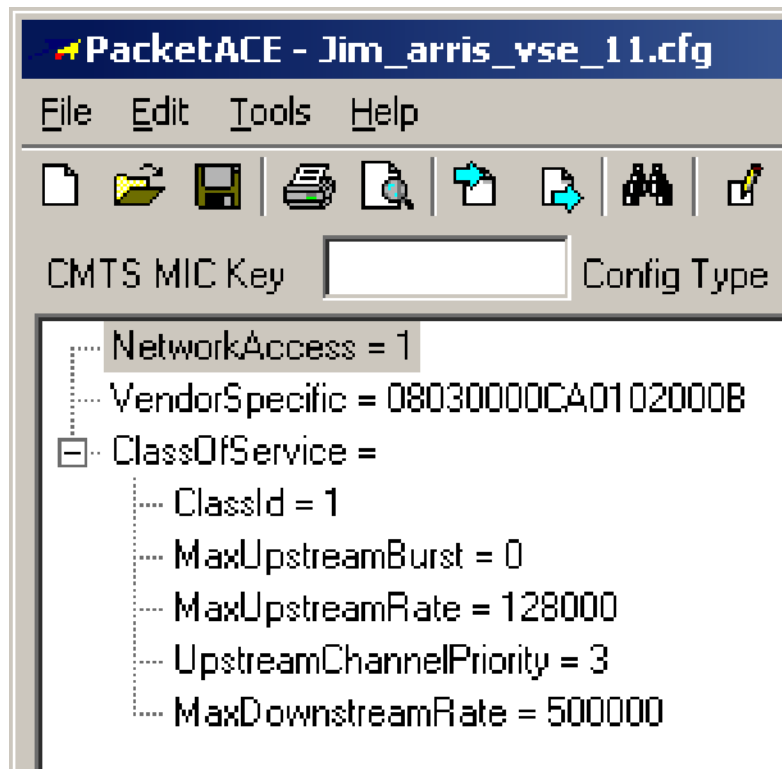 PacketACE - Jim_arris_vse_11.cfg
File Edit Tools Help
CMTS MIC Key Config Type
NetworkAccess = 1
VendorSpecific = 08030000CA0102000B
ClassOfService =
ClassId = 1
MaxUpstreamBurst = 0
MaxUpstreamRate = 128000
UpstreamChannelPriority = 3
MaxDownstreamRate = 500000